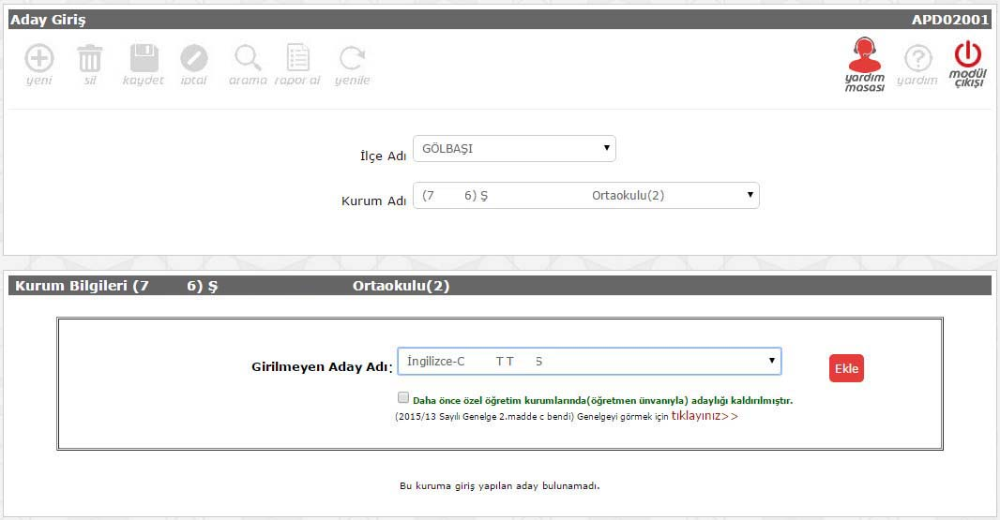 Aday Giriş APD02001
yeni sil kaydet iptal arama rapor al yenile yardım masası yardım modül çıkışı
İlçe Adı GÖLBAŞI
Kurum Adı (7 6) Ş Ortaokulu(2)
Kurum Bilgileri (7 6) Ş Ortaokulu(2)
Girilmeyen Aday Adı: İngilizce-C T T S Ekle
Daha önce özel öğretim kurumlarında(öğretmen ünvanıyla) adaylığı kaldırılmıştır.
(2015/13 Sayılı Genelge 2.madde c bendi) Genelgeyi görmek için tıklayınız>>
Bu kuruma giriş yapılan aday bulunamadı.